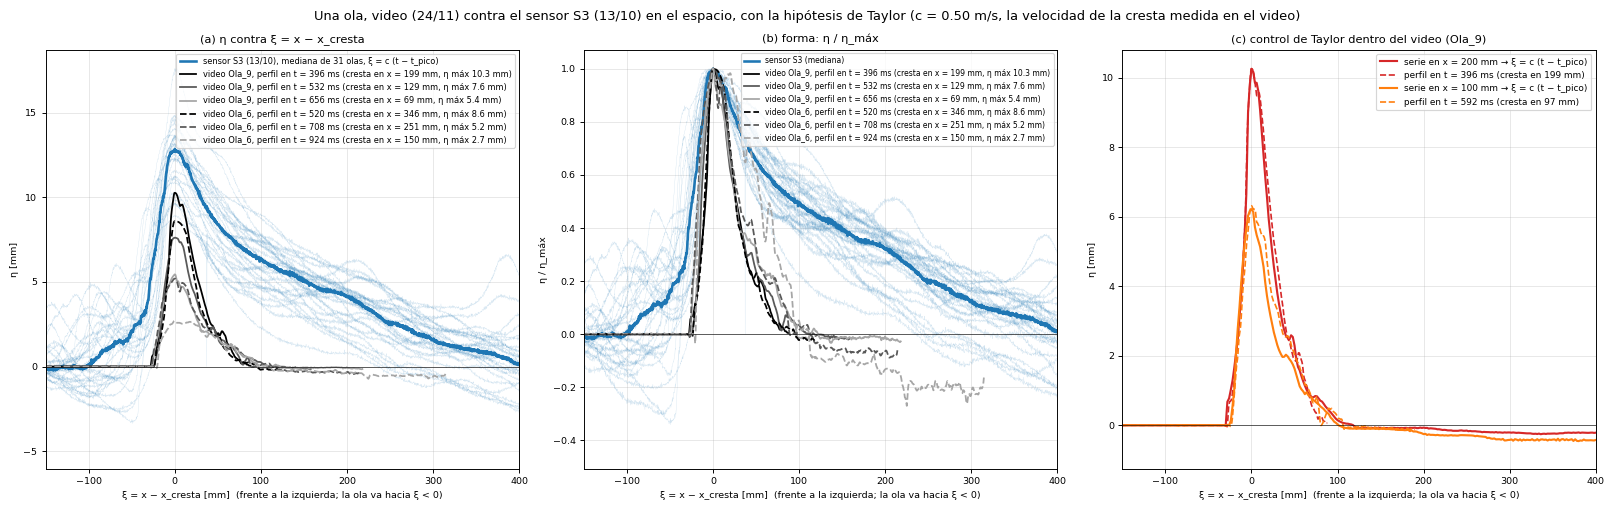 Una ola, video (24/11) contra el sensor S3 (13/10) en el espacio, con la hipótesis de Taylor (c = 0.50 m/s, la velocidad de la cresta medida en el video)
(a) η contra ξ = x − x_cresta
sensor S3 (13/10), mediana de 31 olas, ξ = c (t − t_pico)
video Ola_9, perfil en t = 396 ms (cresta en x = 199 mm, η máx 10.3 mm)
video Ola_9, perfil en t = 532 ms (cresta en x = 129 mm, η máx 7.6 mm)
video Ola_9, perfil en t = 656 ms (cresta en x = 69 mm, η máx 5.4 mm)
video Ola_6, perfil en t = 520 ms (cresta en x = 346 mm, η máx 8.6 mm)
video Ola_6, perfil en t = 708 ms (cresta en x = 251 mm, η máx 5.2 mm)
video Ola_6, perfil en t = 924 ms (cresta en x = 150 mm, η máx 2.7 mm)
15
10
5
0
−5
η [mm]
−100
0
100
200
300
400
ξ = x − x_cresta [mm]  (frente a la izquierda; la ola va hacia ξ < 0)
(b) forma: η / η_máx
sensor S3 (mediana)
video Ola_9, perfil en t = 396 ms (cresta en x = 199 mm, η máx 10.3 mm)
video Ola_9, perfil en t = 532 ms (cresta en x = 129 mm, η máx 7.6 mm)
video Ola_9, perfil en t = 656 ms (cresta en x = 69 mm, η máx 5.4 mm)
video Ola_6, perfil en t = 520 ms (cresta en x = 346 mm, η máx 8.6 mm)
video Ola_6, perfil en t = 708 ms (cresta en x = 251 mm, η máx 5.2 mm)
video Ola_6, perfil en t = 924 ms (cresta en x = 150 mm, η máx 2.7 mm)
1.0
0.8
0.6
0.4
0.2
0.0
−0.2
−0.4
η / η_máx
−100
0
100
200
300
400
ξ = x − x_cresta [mm]  (frente a la izquierda; la ola va hacia ξ < 0)
(c) control de Taylor dentro del video (Ola_9)
serie en x = 200 mm → ξ = c (t − t_pico)
perfil en t = 396 ms (cresta en 199 mm)
serie en x = 100 mm → ξ = c (t − t_pico)
perfil en t = 592 ms (cresta en 97 mm)
10
8
6
4
2
0
η [mm]
−100
0
100
200
300
400
ξ = x − x_cresta [mm]  (frente a la izquierda; la ola va hacia ξ < 0)